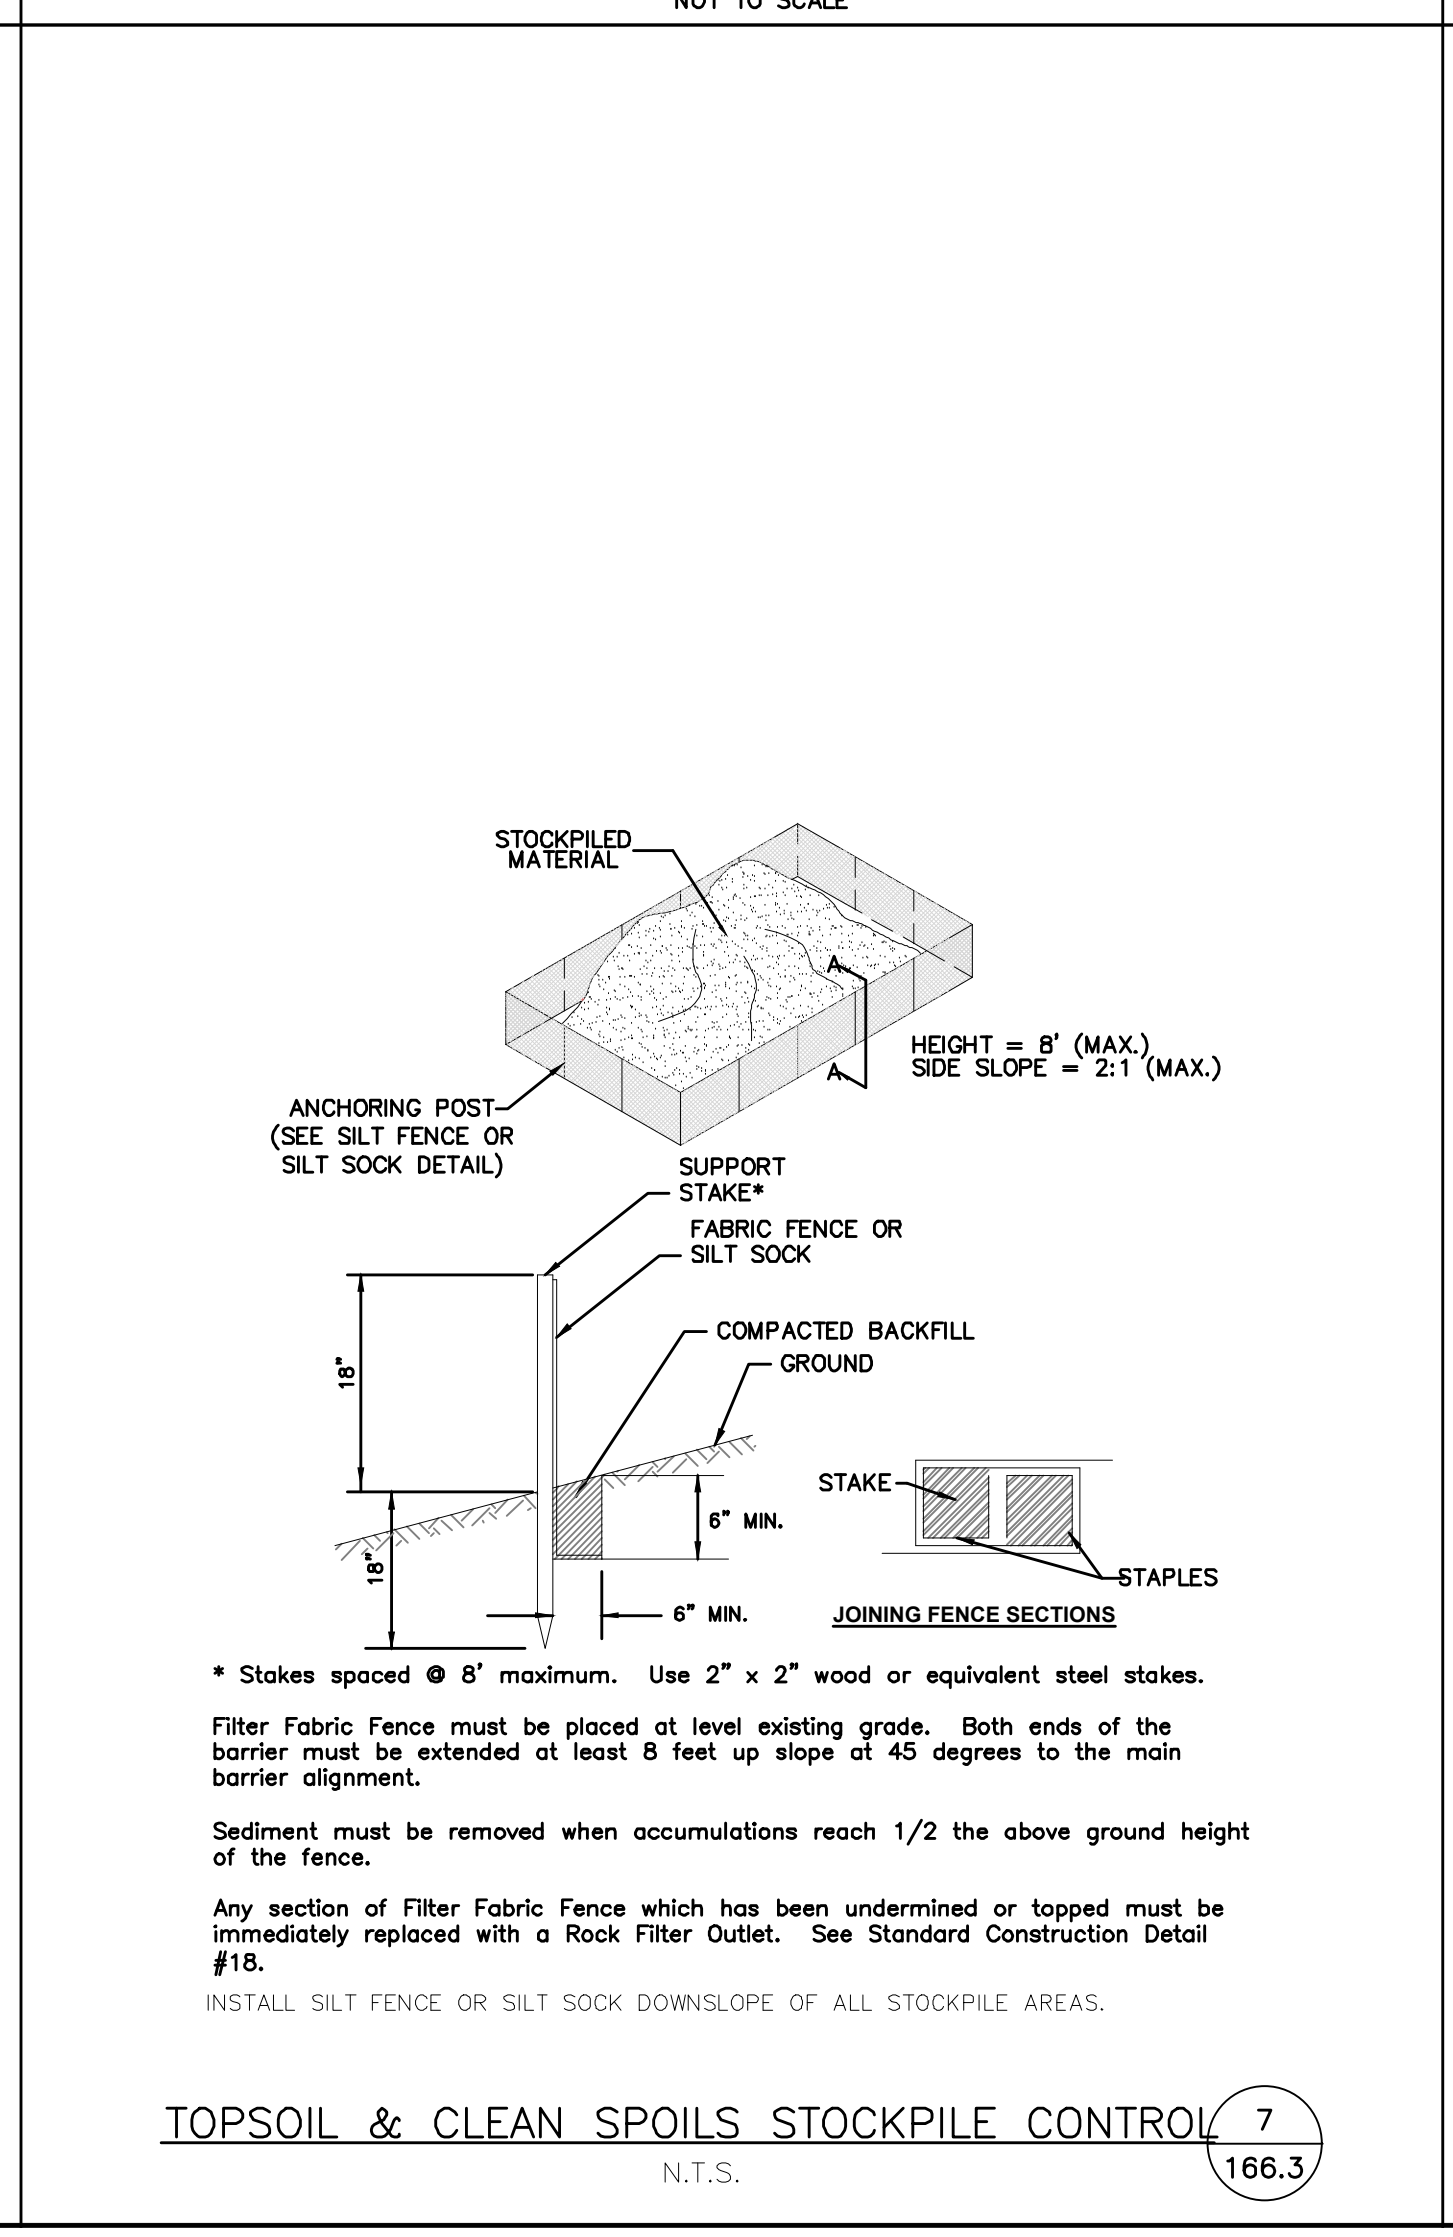 NOT TO SCALE
STOCKPILED
MATERIAL
A
A
HEIGHT = 8' (MAX.)
SIDE SLOPE = 2:1 (MAX.)
ANCHORING POST
(SEE SILT FENCE OR
SILT SOCK DETAIL)
SUPPORT
STAKE*
FABRIC FENCE OR
SILT SOCK
COMPACTED BACKFILL
GROUND
18"
18"
6" MIN.
6" MIN.
STAKE
STAPLES
JOINING FENCE SECTIONS
* Stakes spaced @ 8' maximum. Use 2" x 2" wood or equivalent steel stakes.
Filter Fabric Fence must be placed at level existing grade. Both ends of the
barrier must be extended at least 8 feet up slope at 45 degrees to the main
barrier alignment.
Sediment must be removed when accumulations reach 1/2 the above ground height
of the fence.
Any section of Filter Fabric Fence which has been undermined or topped must be
immediately replaced with a Rock Filter Outlet. See Standard Construction Detail
#18.
INSTALL SILT FENCE OR SILT SOCK DOWNSLOPE OF ALL STOCKPILE AREAS.
TOPSOIL & CLEAN SPOILS STOCKPILE CONTROL
7
166.3
N.T.S.